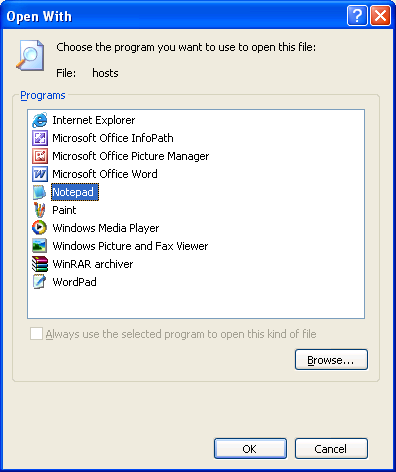 Open With
Choose the program you want to use to open this file:
File: hosts
Programs
Internet Explorer
Microsoft Office InfoPath
Microsoft Office Picture Manager
Microsoft Office Word
Notepad
Paint
Windows Media Player
Windows Picture and Fax Viewer
WinRAR archiver
WordPad
Always use the selected program to open this kind of file
Browse...
OK Cancel